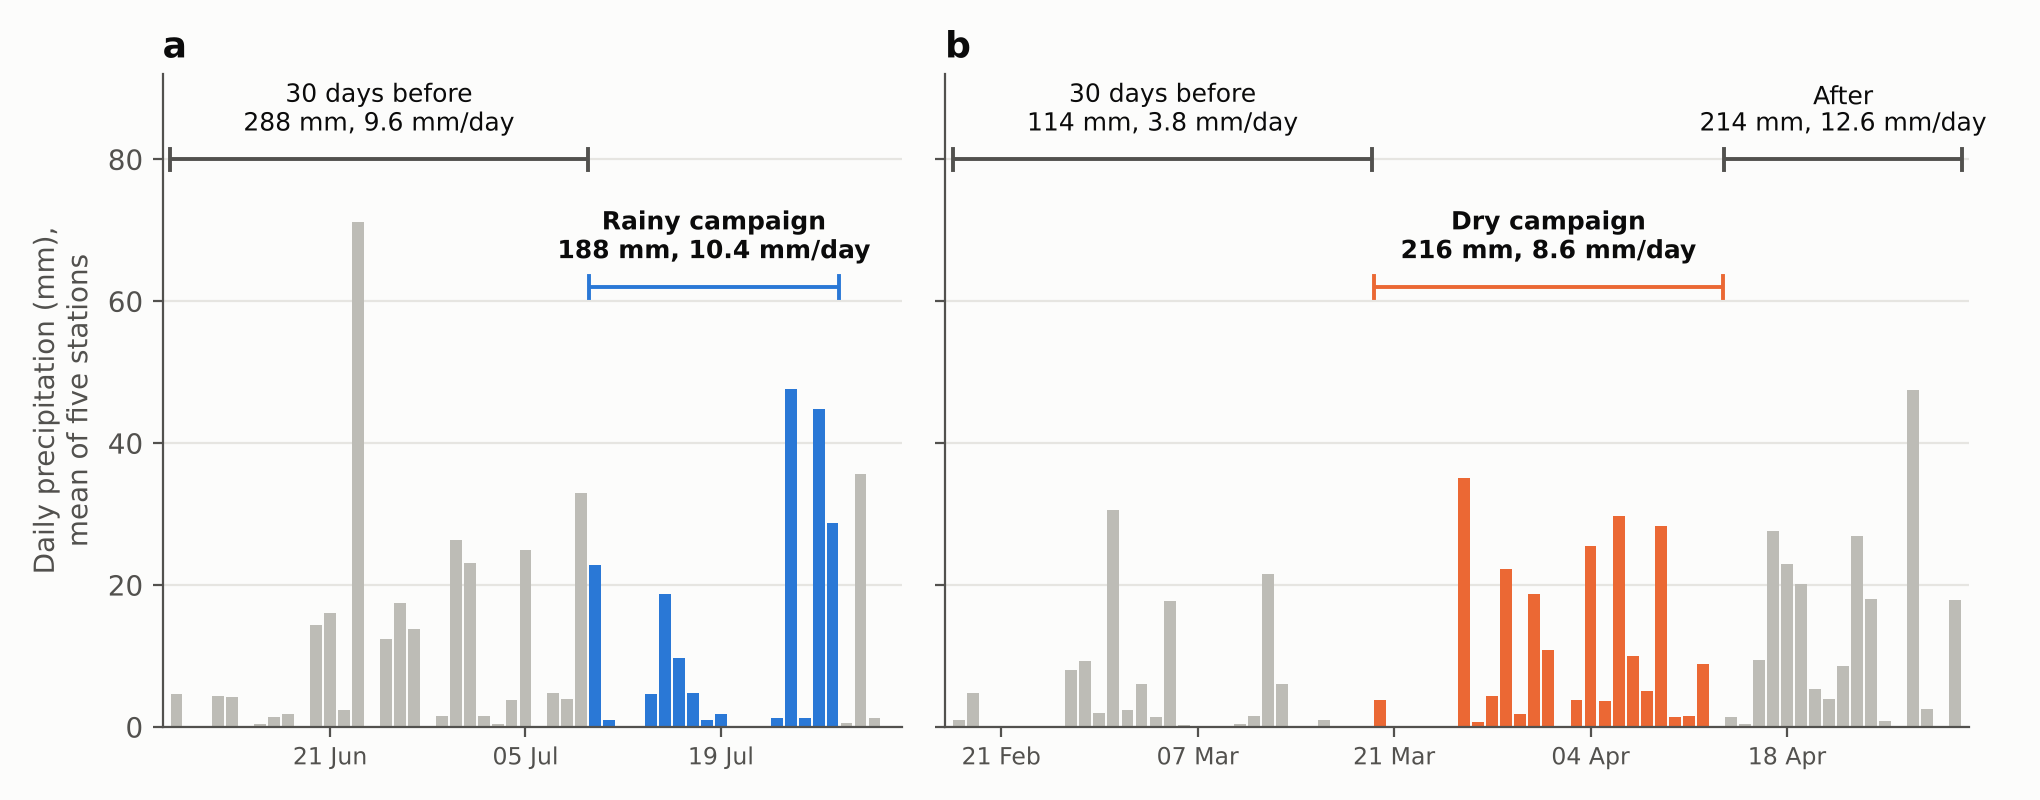 a
30 days before
288 mm, 9.6 mm/day
Rainy campaign
188 mm, 10.4 mm/day
Daily precipitation (mm),
mean of five stations
80
60
40
20
0
21 Jun
05 Jul
19 Jul
b
30 days before
114 mm, 3.8 mm/day
After
214 mm, 12.6 mm/day
Dry campaign
216 mm, 8.6 mm/day
21 Feb
07 Mar
21 Mar
04 Apr
18 Apr